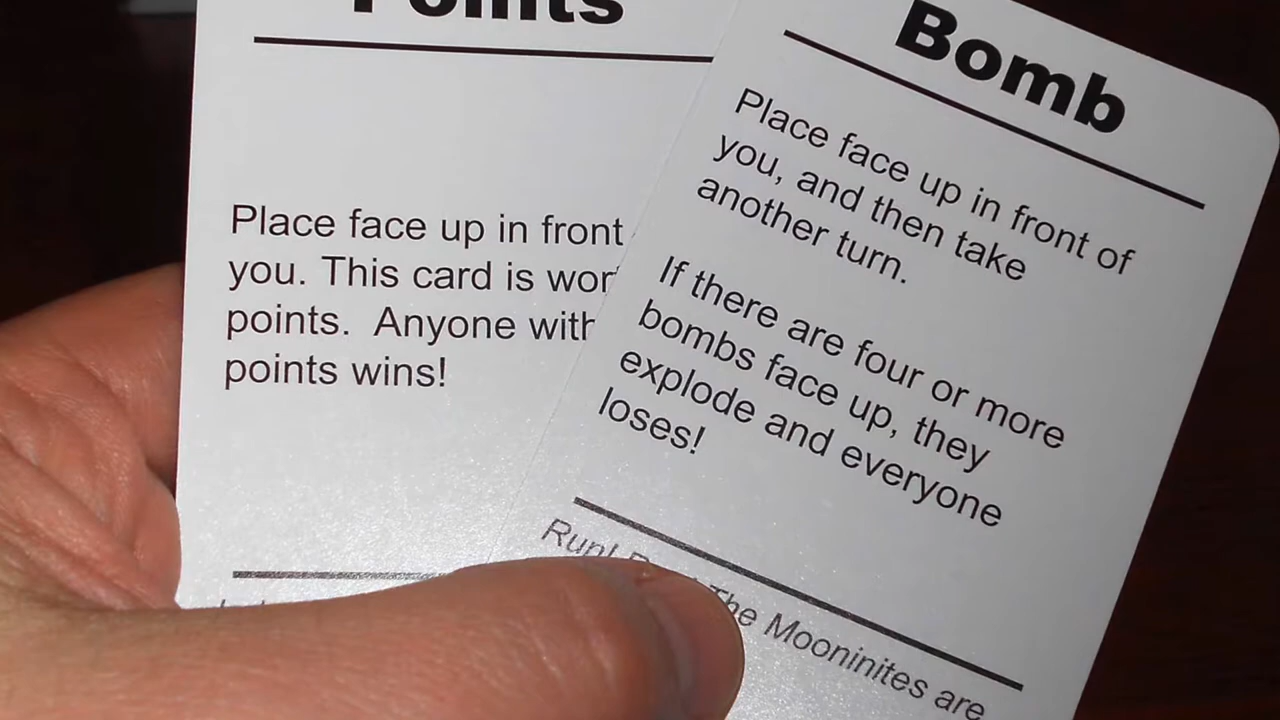 Points
Place face up in front
you. This card is
points. Anyone
points wins!
Bomb
Place face up in front of
you, and then take
another turn.
If there are four or more
bombs face up, they
explode and everyone
loses!
Run! The Mooninites are